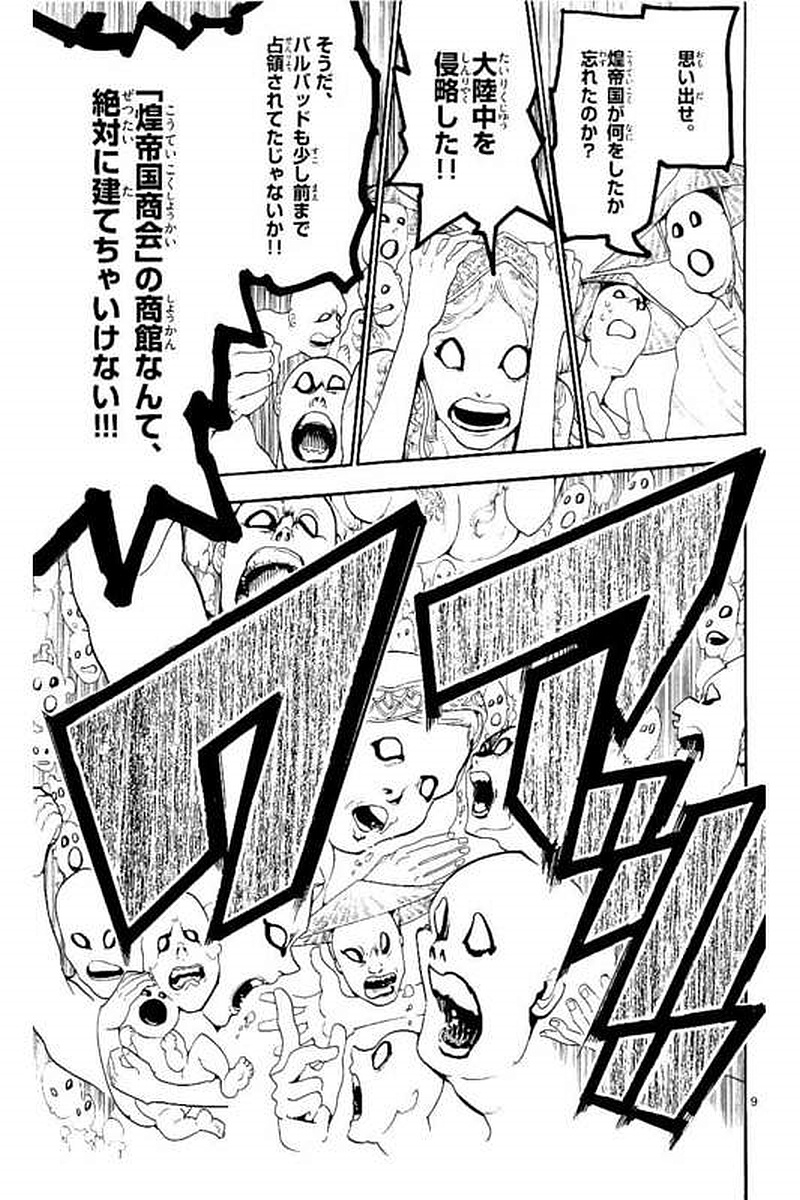 思い出せ。
煌帝国が何をしたか
忘れたのか？
大陸中を
侵略した!!
そうだ、
バルバッドも少し前まで
占領されてたじゃないか!!
「煌帝国商会」の商館なんて、
絶対に建てちゃいけない!!!
ワアッ!!
9